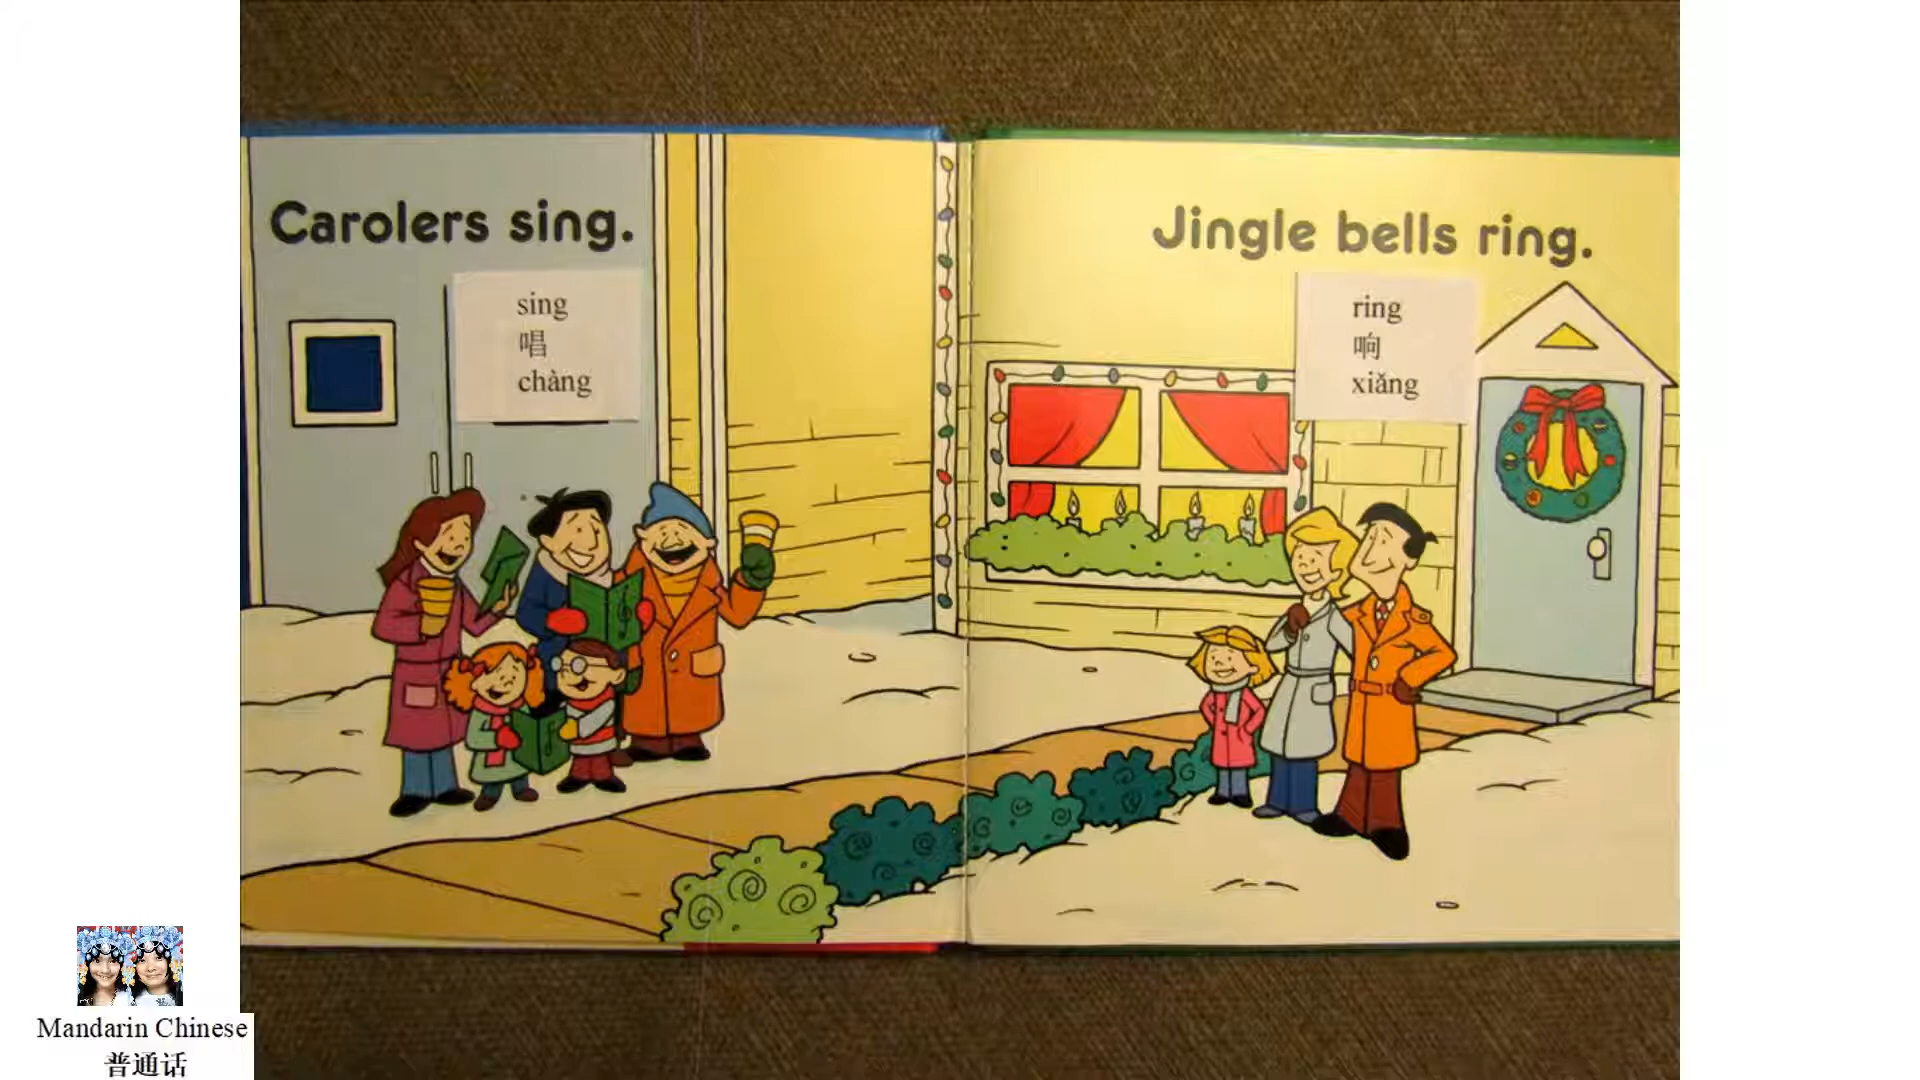 Carolers sing.
sing
唱
chàng
Jingle bells ring.
ring
响
xiǎng
Mandarin Chinese
普通话